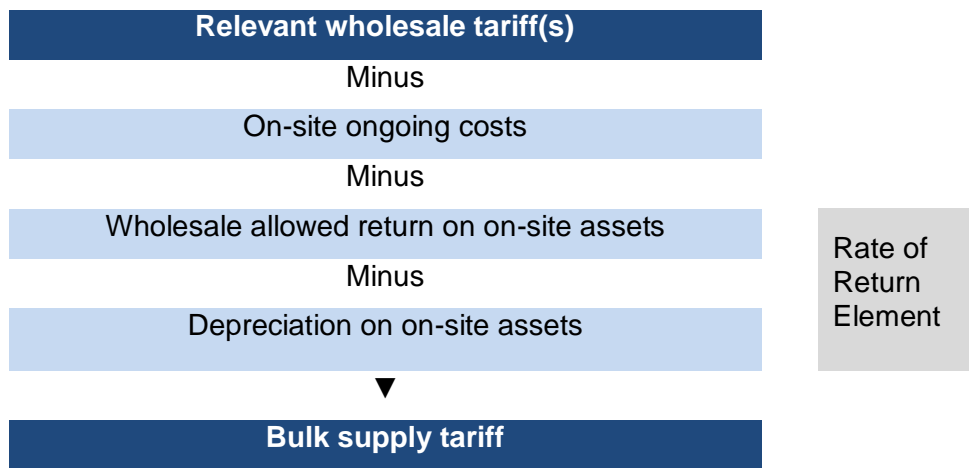 Relevant wholesale tariff(s)
Minus
On-site ongoing costs
Minus
Wholesale allowed return on on-site assets
Minus
Depreciation on on-site assets
▼
Bulk supply tariff
Rate of
Return
Element